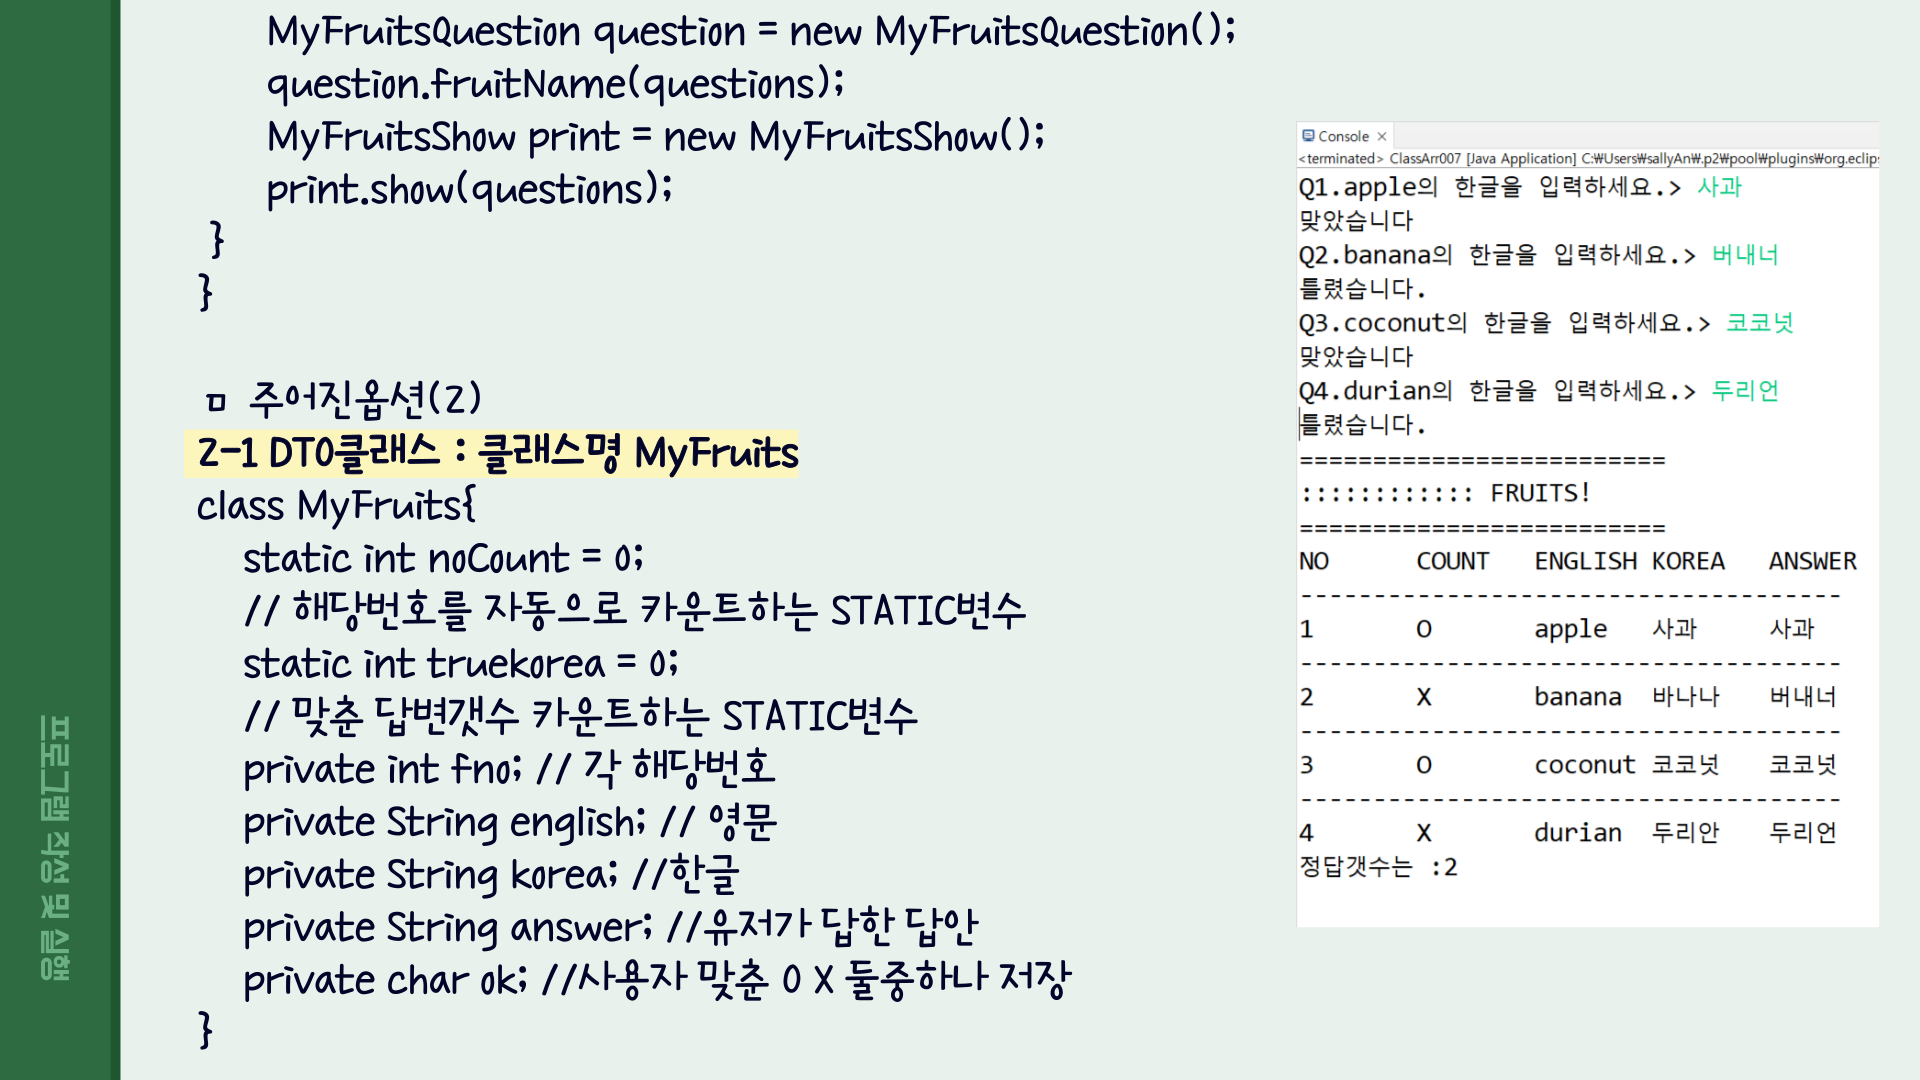 MyFruitsQuestion question = new MyFruitsQuestion();
question.fruitName(questions);
MyFruitsShow print = new MyFruitsShow();
print.show(questions);
}
}
ㅁ 주어진옵션(2)
2-1 DTO클래스 : 클래스명 MyFruits
class MyFruits{
static int noCount = 0;
// 해당번호를 자동으로 카운트하는 STATIC변수
static int truekorea = 0;
// 맞춘 답변갯수 카운트하는 STATIC변수
private int fno; // 각 해당번호
private String english; // 영문
private String korea; //한글
private String answer; //유저가 답한 답안
private char ok; //사용자 맞춘 O X 둘중하나 저장
}
Console
<terminated> ClassArr007 [Java Application] C:₩Users₩sallyAn₩.p2₩pool₩plugins₩org.eclips
Q1.apple의 한글을 입력하세요.> 사과
맞았습니다
Q2.banana의 한글을 입력하세요.> 버내너
틀렸습니다.
Q3.coconut의 한글을 입력하세요.> 코코넛
맞았습니다
Q4.durian의 한글을 입력하세요.> 두리언
틀렸습니다.
=========================
:::::::::::: FRUITS!
=========================
NO COUNT ENGLISH KOREA ANSWER
-------------------------------------
1 O apple 사과 사과
-------------------------------------
2 X banana 바나나 버내너
-------------------------------------
3 O coconut 코코넛 코코넛
-------------------------------------
4 X durian 두리안 두리언
정답갯수는 :2
프로그램 작성 및 실행